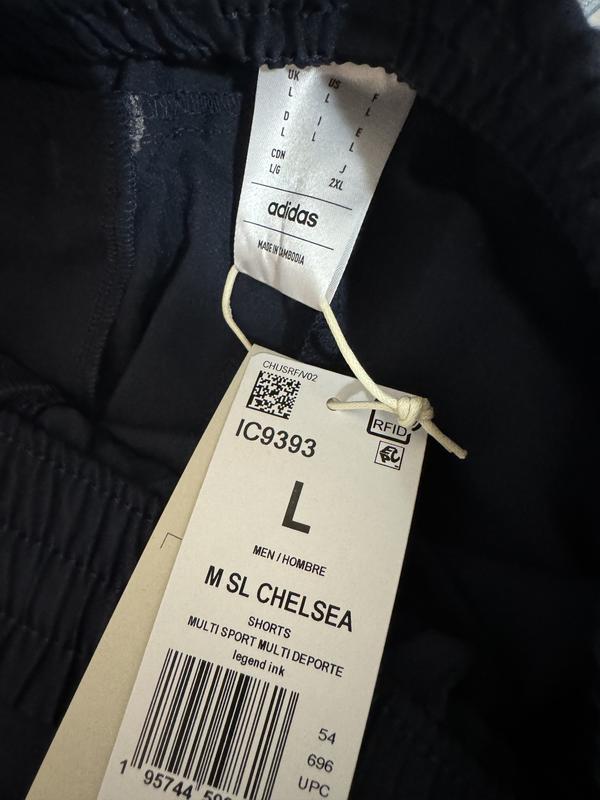 UK US F
L L L
D I E
L L L
CDN J
L/G 2XL
adidas
MADE IN CAMBODIA
CHUSRF/V02
RFID
IC9393
L
MEN / HOMBRE
M SL CHELSEA
SHORTS
MULTI SPORT MULTI DEPORTE
legend ink
54
696
UPC
1 95744